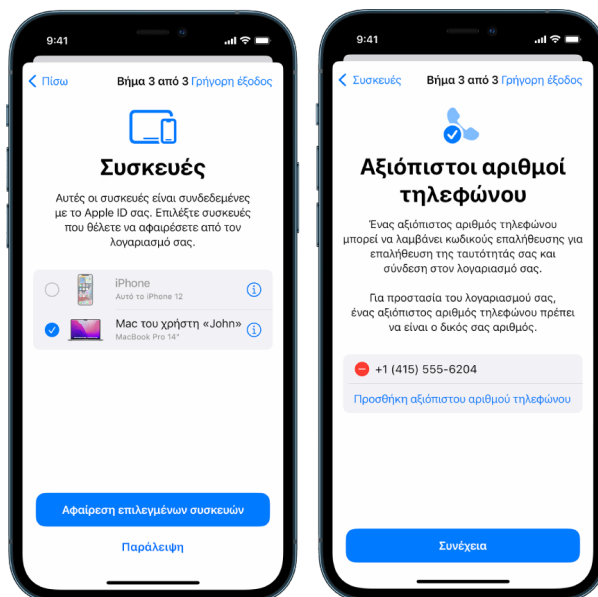 9:41
Πίσω
Βήμα 3 από 3
Γρήγορη έξοδος
Συσκευές
Αυτές οι συσκευές είναι συνδεδεμένες
με το Apple ID σας. Επιλέξτε συσκευές
που θέλετε να αφαιρέσετε από τον
λογαριασμό σας.
iPhone
Αυτό το iPhone 12
Mac του χρήστη «John»
MacBook Pro 14"
Αφαίρεση επιλεγμένων συσκευών
Παράλειψη
9:41
Συσκευές
Βήμα 3 από 3
Γρήγορη έξοδος
Αξιόπιστοι αριθμοί
τηλεφώνου
Ένας αξιόπιστος αριθμός τηλεφώνου
μπορεί να λαμβάνει κωδικούς επαλήθευσης για
επαλήθευση της ταυτότητάς σας και
σύνδεση στον λογαριασμό σας.
Για προστασία του λογαριασμού σας,
ένας αξιόπιστος αριθμός τηλεφώνου πρέπει
να είναι ο δικός σας αριθμός.
+1 (415) 555-6204
Προσθήκη αξιόπιστου αριθμού τηλεφώνου
Συνέχεια